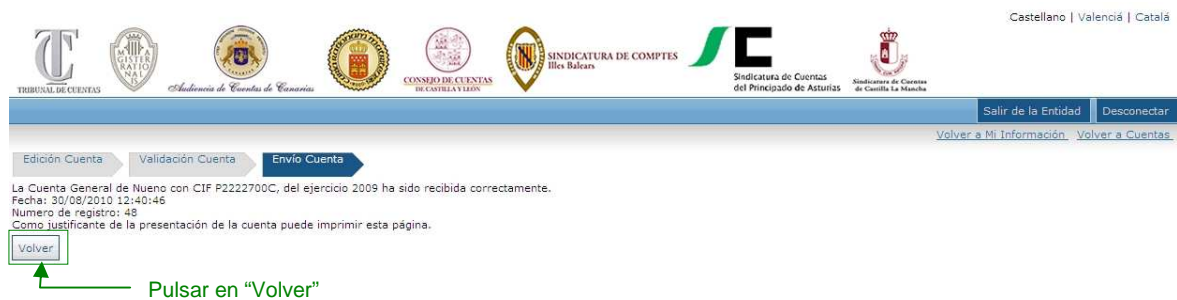 Castellano | Valenciá | Catalá
TRIBUNAL DE CUENTAS
Audiencia de Cuentas de Canarias
CONSEJO DE CUENTAS
DE CASTILLA Y LEÓN
SINDICATURA DE COMPTES
Illes Balears
Sindicatura de Cuentas
del Principado de Asturias
Sindicatura de Cuentas
de Castilla La Mancha
Salir de la Entidad Desconectar
Volver a Mi Información Volver a Cuentas
Edición Cuenta Validación Cuenta Envío Cuenta
La Cuenta General de Nueno con CIF P2222700C, del ejercicio 2009 ha sido recibida correctamente.
Fecha: 30/08/2010 12:40:46
Numero de registro: 48
Como justificante de la presentación de la cuenta puede imprimir esta página.
Volver
Pulsar en “Volver”